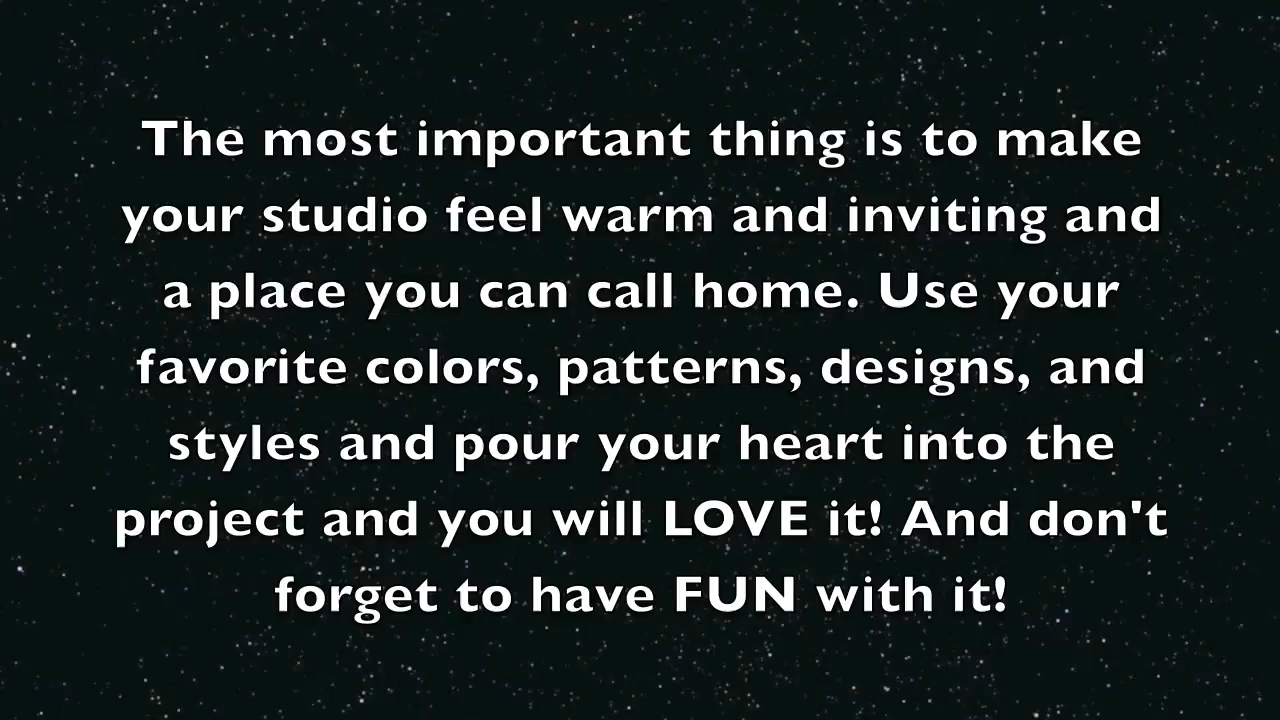 The most important thing is to make
your studio feel warm and inviting and
a place you can call home. Use your
favorite colors, patterns, designs, and
styles and pour your heart into the
project and you will LOVE it! And don't
forget to have FUN with it!